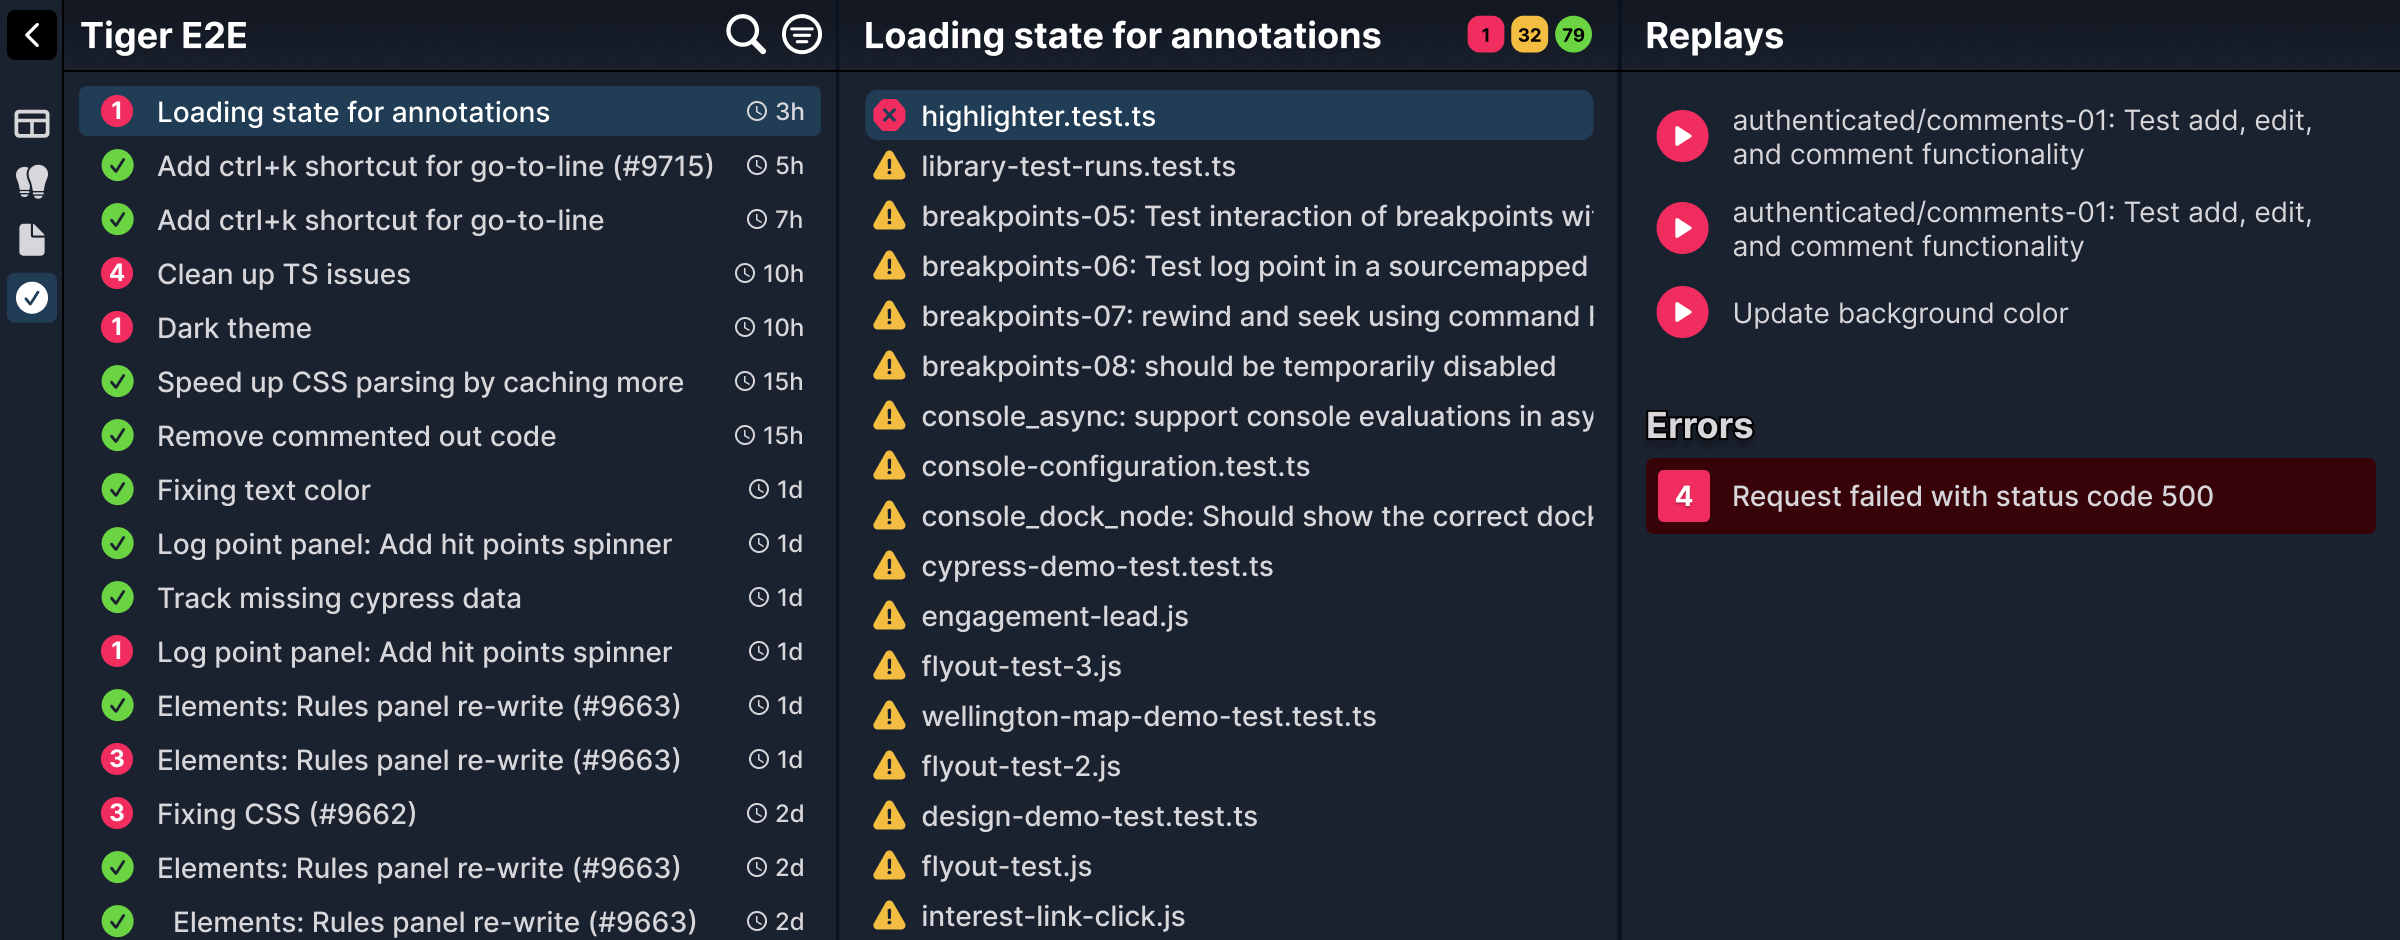 Tiger E2E
1 Loading state for annotations 3h
Add ctrl+k shortcut for go-to-line (#9715) 5h
Add ctrl+k shortcut for go-to-line 7h
4 Clean up TS issues 10h
1 Dark theme 10h
Speed up CSS parsing by caching more 15h
Remove commented out code 15h
Fixing text color 1d
Log point panel: Add hit points spinner 1d
Track missing cypress data 1d
1 Log point panel: Add hit points spinner 1d
Elements: Rules panel re-write (#9663) 1d
3 Elements: Rules panel re-write (#9663) 1d
3 Fixing CSS (#9662) 2d
Elements: Rules panel re-write (#9663) 2d
Elements: Rules panel re-write (#9663) 2d
Loading state for annotations 1 32 79
highlighter.test.ts
library-test-runs.test.ts
breakpoints-05: Test interaction of breakpoints wi
breakpoints-06: Test log point in a sourcemapped
breakpoints-07: rewind and seek using command
breakpoints-08: should be temporarily disabled
console_async: support console evaluations in asy
console-configuration.test.ts
console_dock_node: Should show the correct dock
cypress-demo-test.test.ts
engagement-lead.js
flyout-test-3.js
wellington-map-demo-test.test.ts
flyout-test-2.js
design-demo-test.test.ts
flyout-test.js
interest-link-click.js
Replays
authenticated/comments-01: Test add, edit,
and comment functionality
authenticated/comments-01: Test add, edit,
and comment functionality
Update background color
Errors
4 Request failed with status code 500